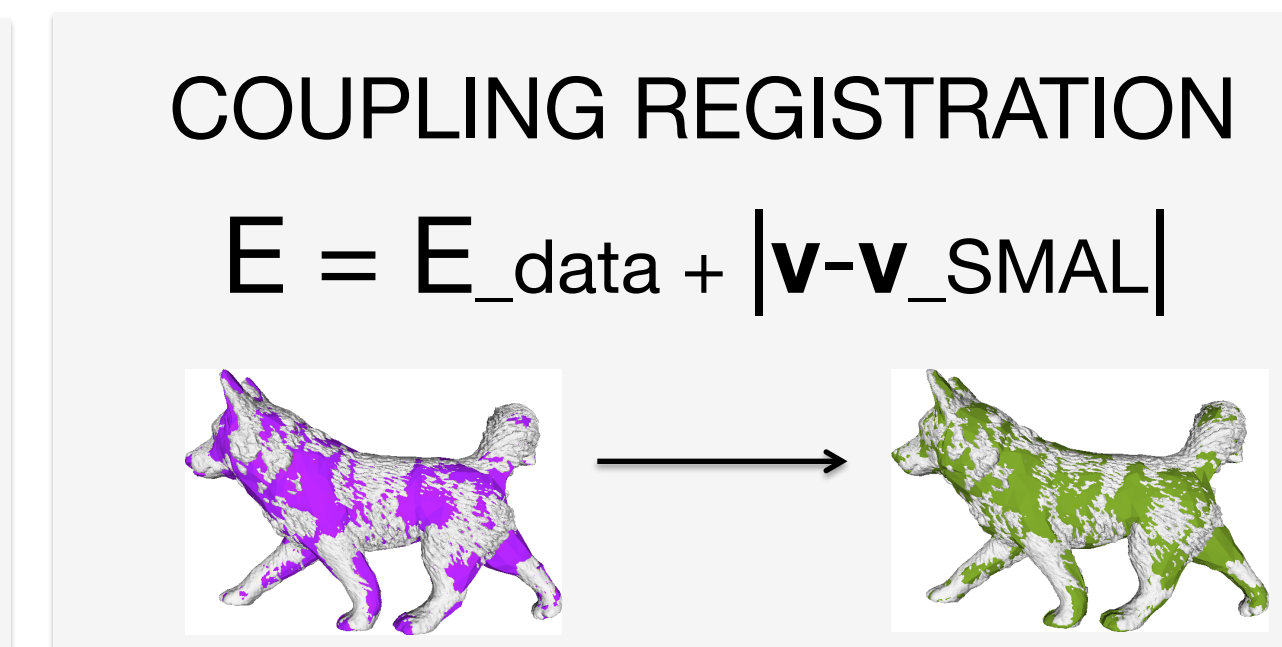 COUPLING REGISTRATION
E = E_data + |v-v_SMAL|